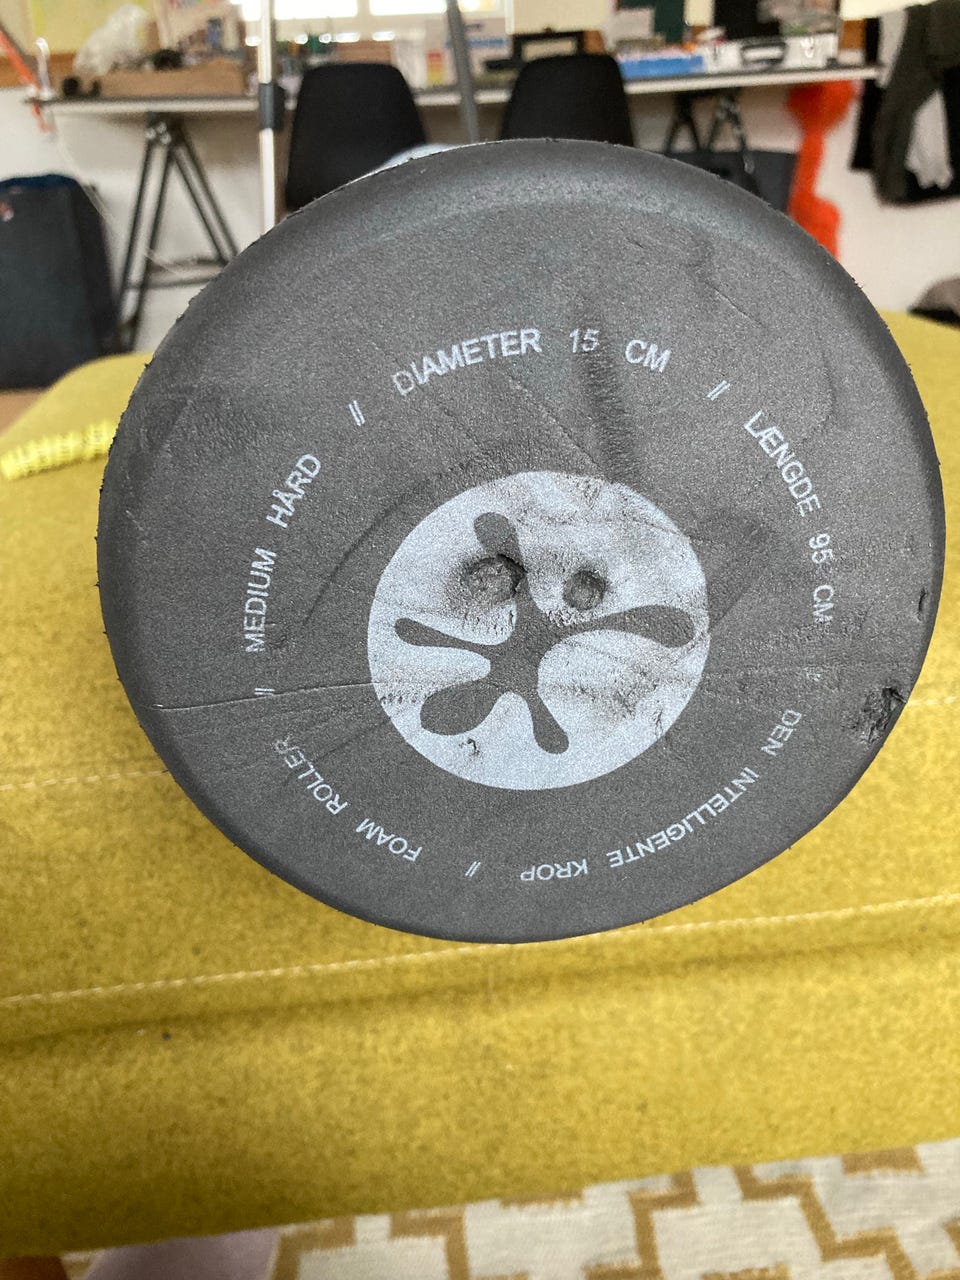 DIAMETER 15 CM // LÆNGDE 95 CM
DEN INTELLIGENTE KROP // FOAM ROLLER // MEDIUM HÅRD //